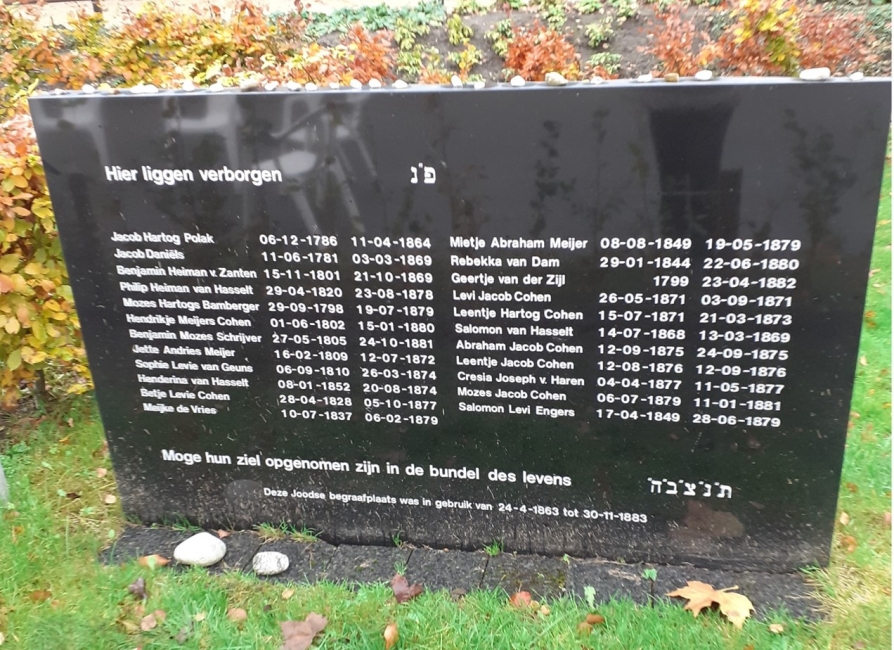 Hier liggen verborgen פ"נ
Jacob Hartog Polak 06-12-1786 11-04-1864
Jacob Daniëls 11-06-1781 03-03-1869
Benjamin Heiman v. Zanten 15-11-1801 21-10-1869
Philip Heiman van Hasselt 29-04-1820 23-08-1878
Mozes Hartogs Bamberger 29-09-1798 19-07-1879
Hendrikje Meijers Cohen 01-06-1802 15-01-1880
Benjamin Mozes Schrijver 27-05-1805 24-10-1881
Jette Andries Meijer 16-02-1809 12-07-1872
Sophie Levie van Geuns 06-09-1810 26-03-1874
Henderina van Hasselt 08-01-1852 20-08-1874
Betje Levie Cohen 28-04-1828 05-10-1877
Meijke de Vries 10-07-1837 06-02-1879
Mietje Abraham Meijer 08-08-1849 19-05-1879
Rebekka van Dam 29-01-1844 22-06-1880
Geertje van der Zijl 1799 23-04-1882
Levi Jacob Cohen 26-05-1871 03-09-1871
Leentje Hartog Cohen 15-07-1871 21-03-1873
Salomon van Hasselt 14-07-1868 13-03-1869
Abraham Jacob Cohen 12-09-1875 24-09-1875
Leentje Jacob Cohen 12-08-1876 12-09-1876
Cresia Joseph v. Haren 04-04-1877 11-05-1877
Mozes Jacob Cohen 06-07-1879 11-01-1881
Salomon Levi Engers 17-04-1849 28-06-1879
Moge hun ziel opgenomen zijn in de bundel des levens ת'נ'צ'ב'ה'
Deze Joodse begraafplaats was in gebruik van 24-4-1863 tot 30-11-1883